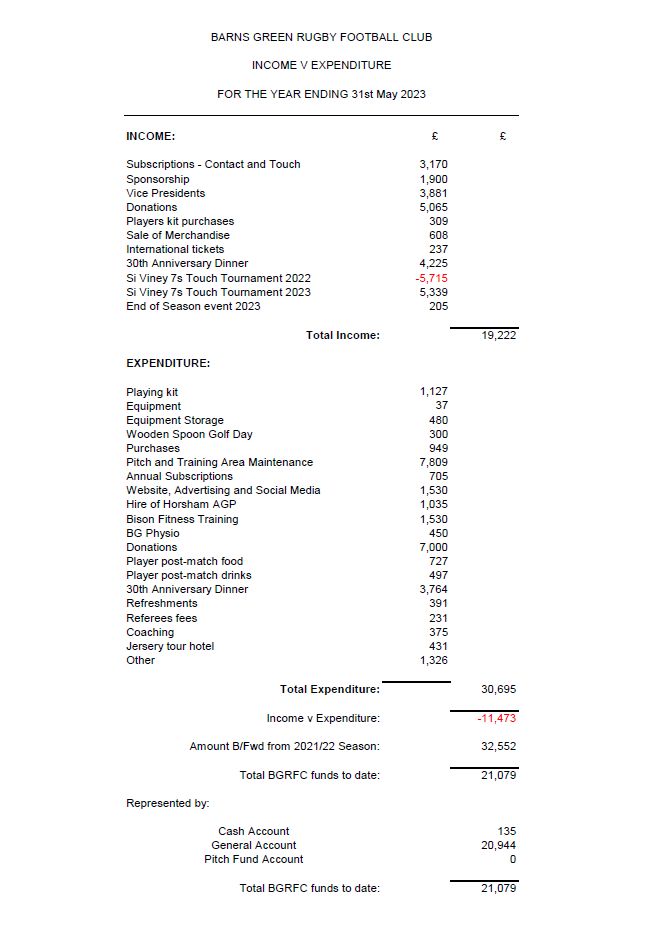 BARNS GREEN RUGBY FOOTBALL CLUB
INCOME V EXPENDITURE
FOR THE YEAR ENDING 31st May 2023
INCOME: £ £
Subscriptions - Contact and Touch 3,170
Sponsorship 1,900
Vice Presidents 3,881
Donations 5,065
Players kit purchases 309
Sale of Merchandise 608
International tickets 237
30th Anniversary Dinner 4,225
Si Viney 7s Touch Tournament 2022 -5,715
Si Viney 7s Touch Tournament 2023 5,339
End of Season event 2023 205
Total Income: 19,222
EXPENDITURE:
Playing kit 1,127
Equipment 37
Equipment Storage 480
Wooden Spoon Golf Day 300
Purchases 949
Pitch and Training Area Maintenance 7,809
Annual Subscriptions 705
Website, Advertising and Social Media 1,530
Hire of Horsham AGP 1,035
Bison Fitness Training 1,530
BG Physio 450
Donations 7,000
Player post-match food 727
Player post-match drinks 497
30th Anniversary Dinner 3,764
Refreshments 391
Referees fees 231
Coaching 375
Jersery tour hotel 431
Other 1,326
Total Expenditure: 30,695
Income v Expenditure: -11,473
Amount B/Fwd from 2021/22 Season: 32,552
Total BGRFC funds to date: 21,079
Represented by:
Cash Account 135
General Account 20,944
Pitch Fund Account 0
Total BGRFC funds to date: 21,079